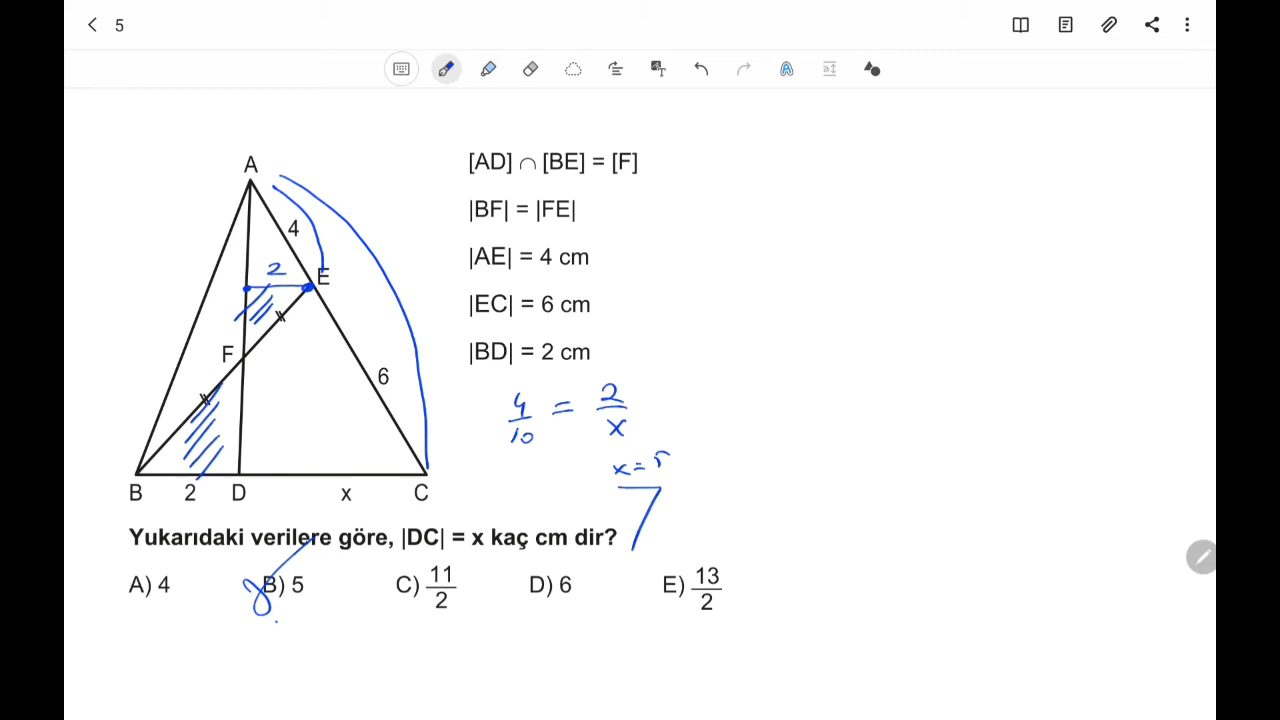 5
A
4
2
E
F
6
B 2 D x C
[AD] ∩ [BE] = [F]
|BF| = |FE|
|AE| = 4 cm
|EC| = 6 cm
|BD| = 2 cm
4/10 = 2/x
x = 5
Yukarıdaki verilere göre, |DC| = x kaç cm dir?
A) 4 B) 5 C) 11/2 D) 6 E) 13/2